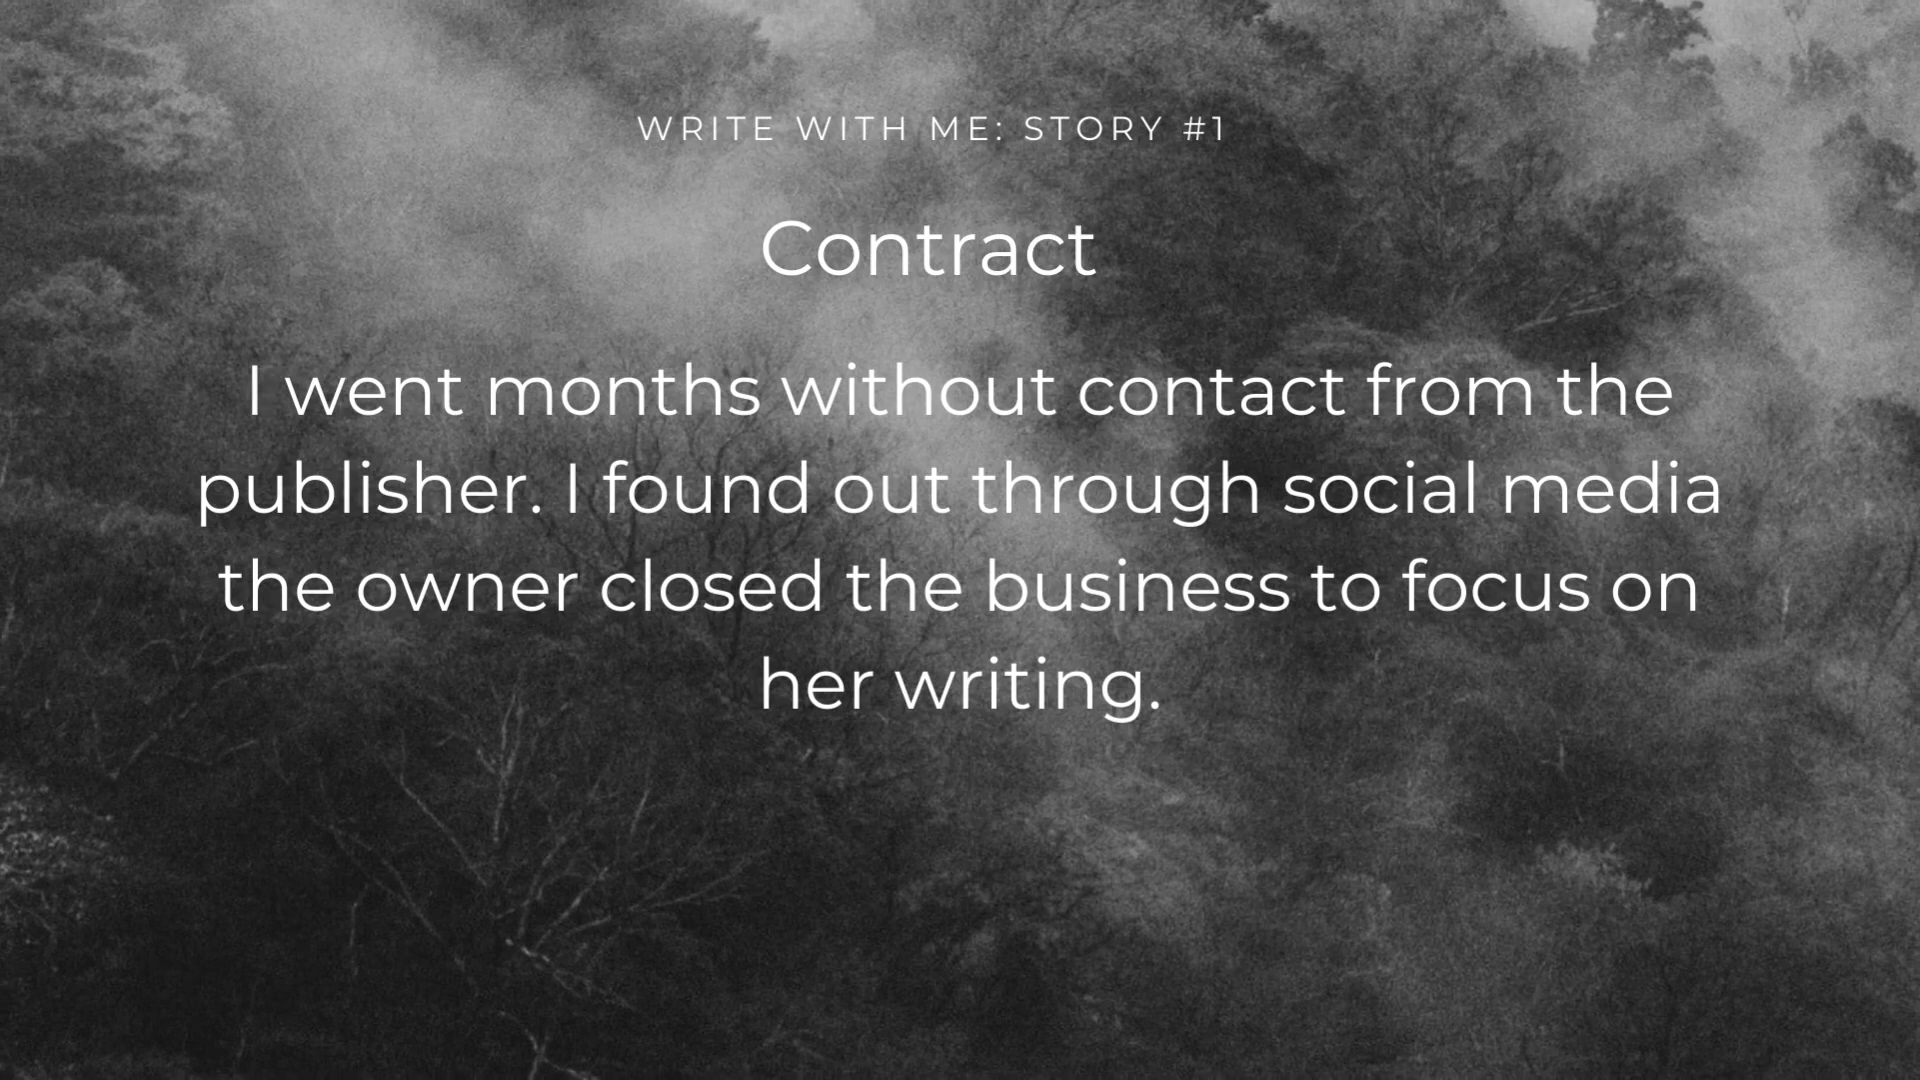 WRITE WITH ME: STORY #1
Contract
I went months without contact from the
publisher. I found out through social media
the owner closed the business to focus on
her writing.